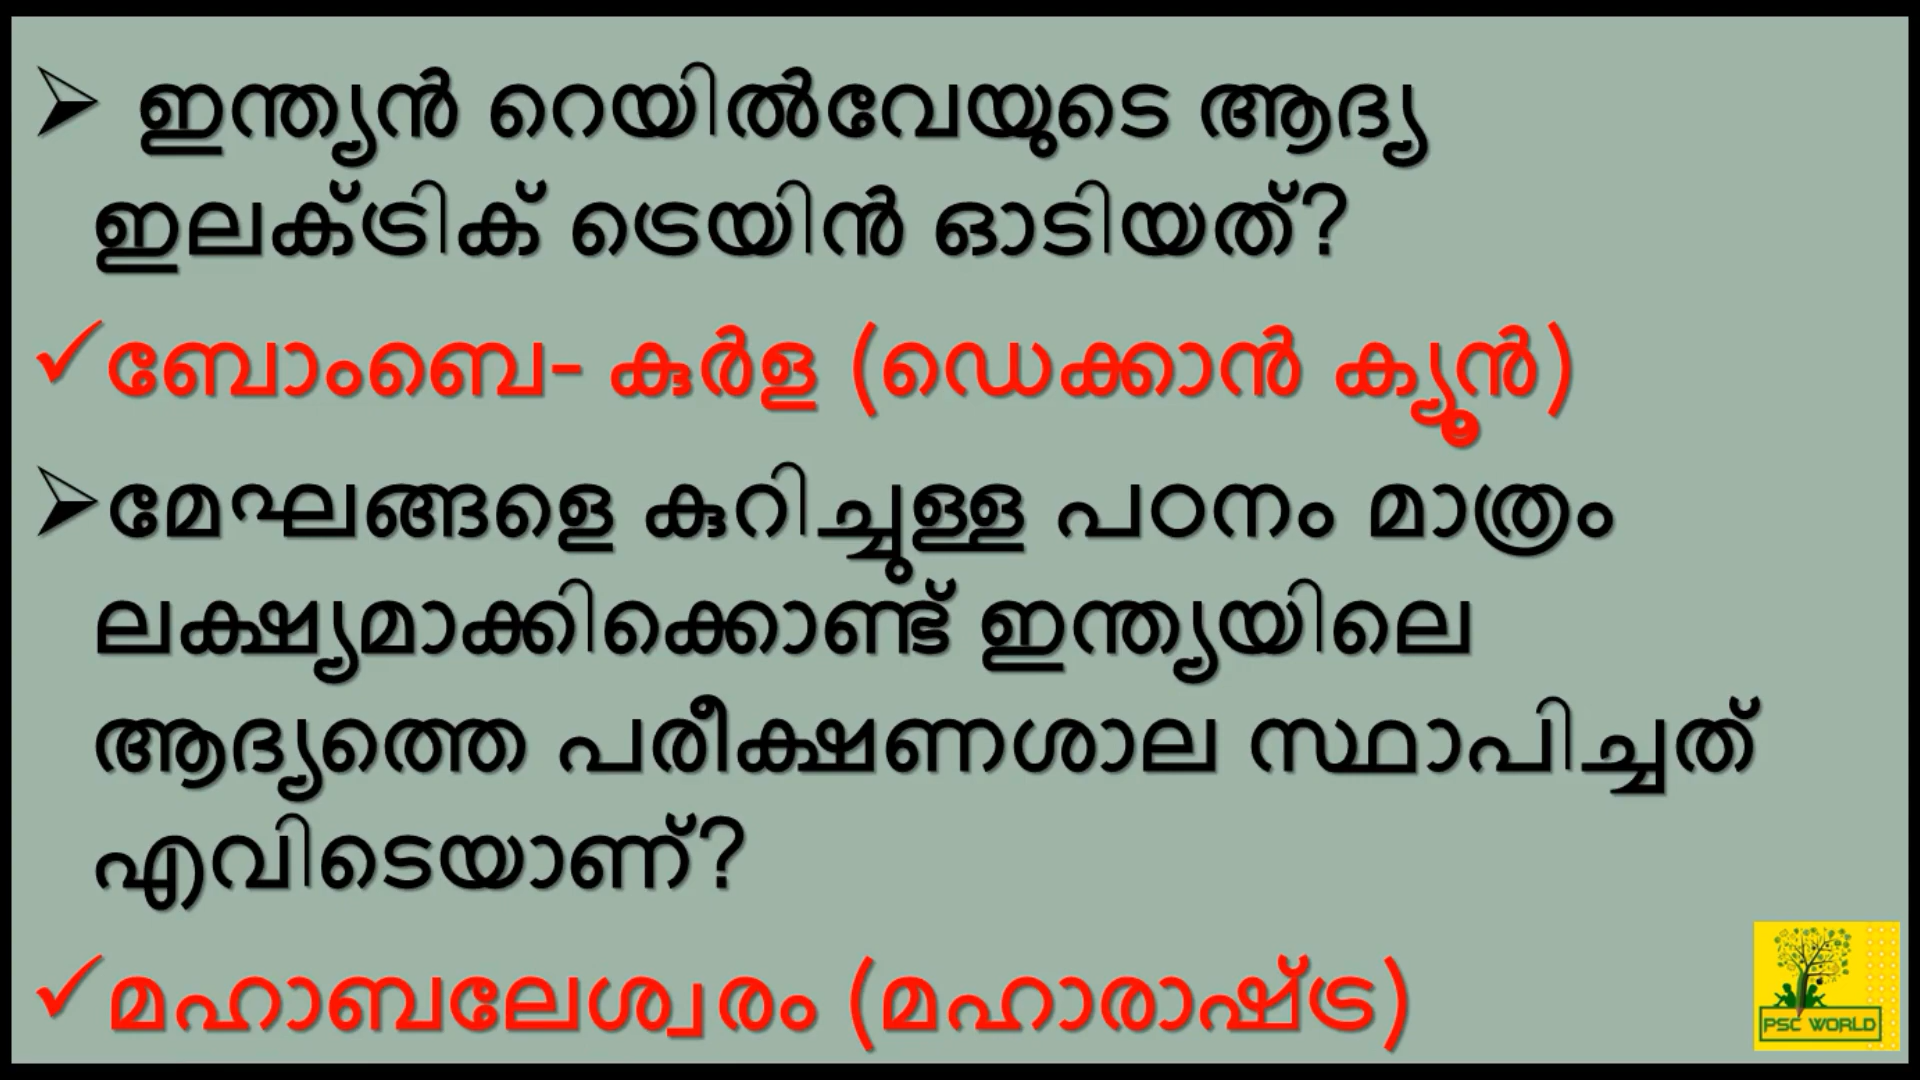 ഇന്ത്യൻ റെയിൽവേയുടെ ആദ്യ
ഇലക്ട്രിക് ട്രെയിൻ ഓടിയത്?
ബോംബെ- കുർള (ഡെക്കാൻ ക്യൂൻ)
മേഘങ്ങളെ കുറിച്ചുള്ള പഠനം മാത്രം
ലക്ഷ്യമാക്കിക്കൊണ്ട് ഇന്ത്യയിലെ
ആദ്യത്തെ പരീക്ഷണശാല സ്ഥാപിച്ചത്
എവിടെയാണ്?
മഹാബലേശ്വരം (മഹാരാഷ്ട്ര)
PSC WORLD